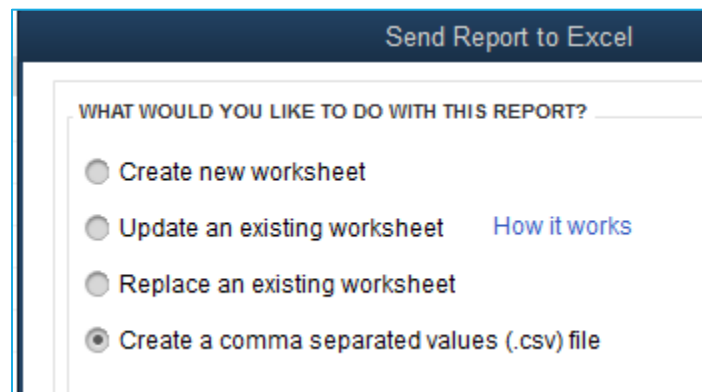 Send Report to Excel
WHAT WOULD YOU LIKE TO DO WITH THIS REPORT?
Create new worksheet
Update an existing worksheet How it works
Replace an existing worksheet
Create a comma separated values (.csv) file